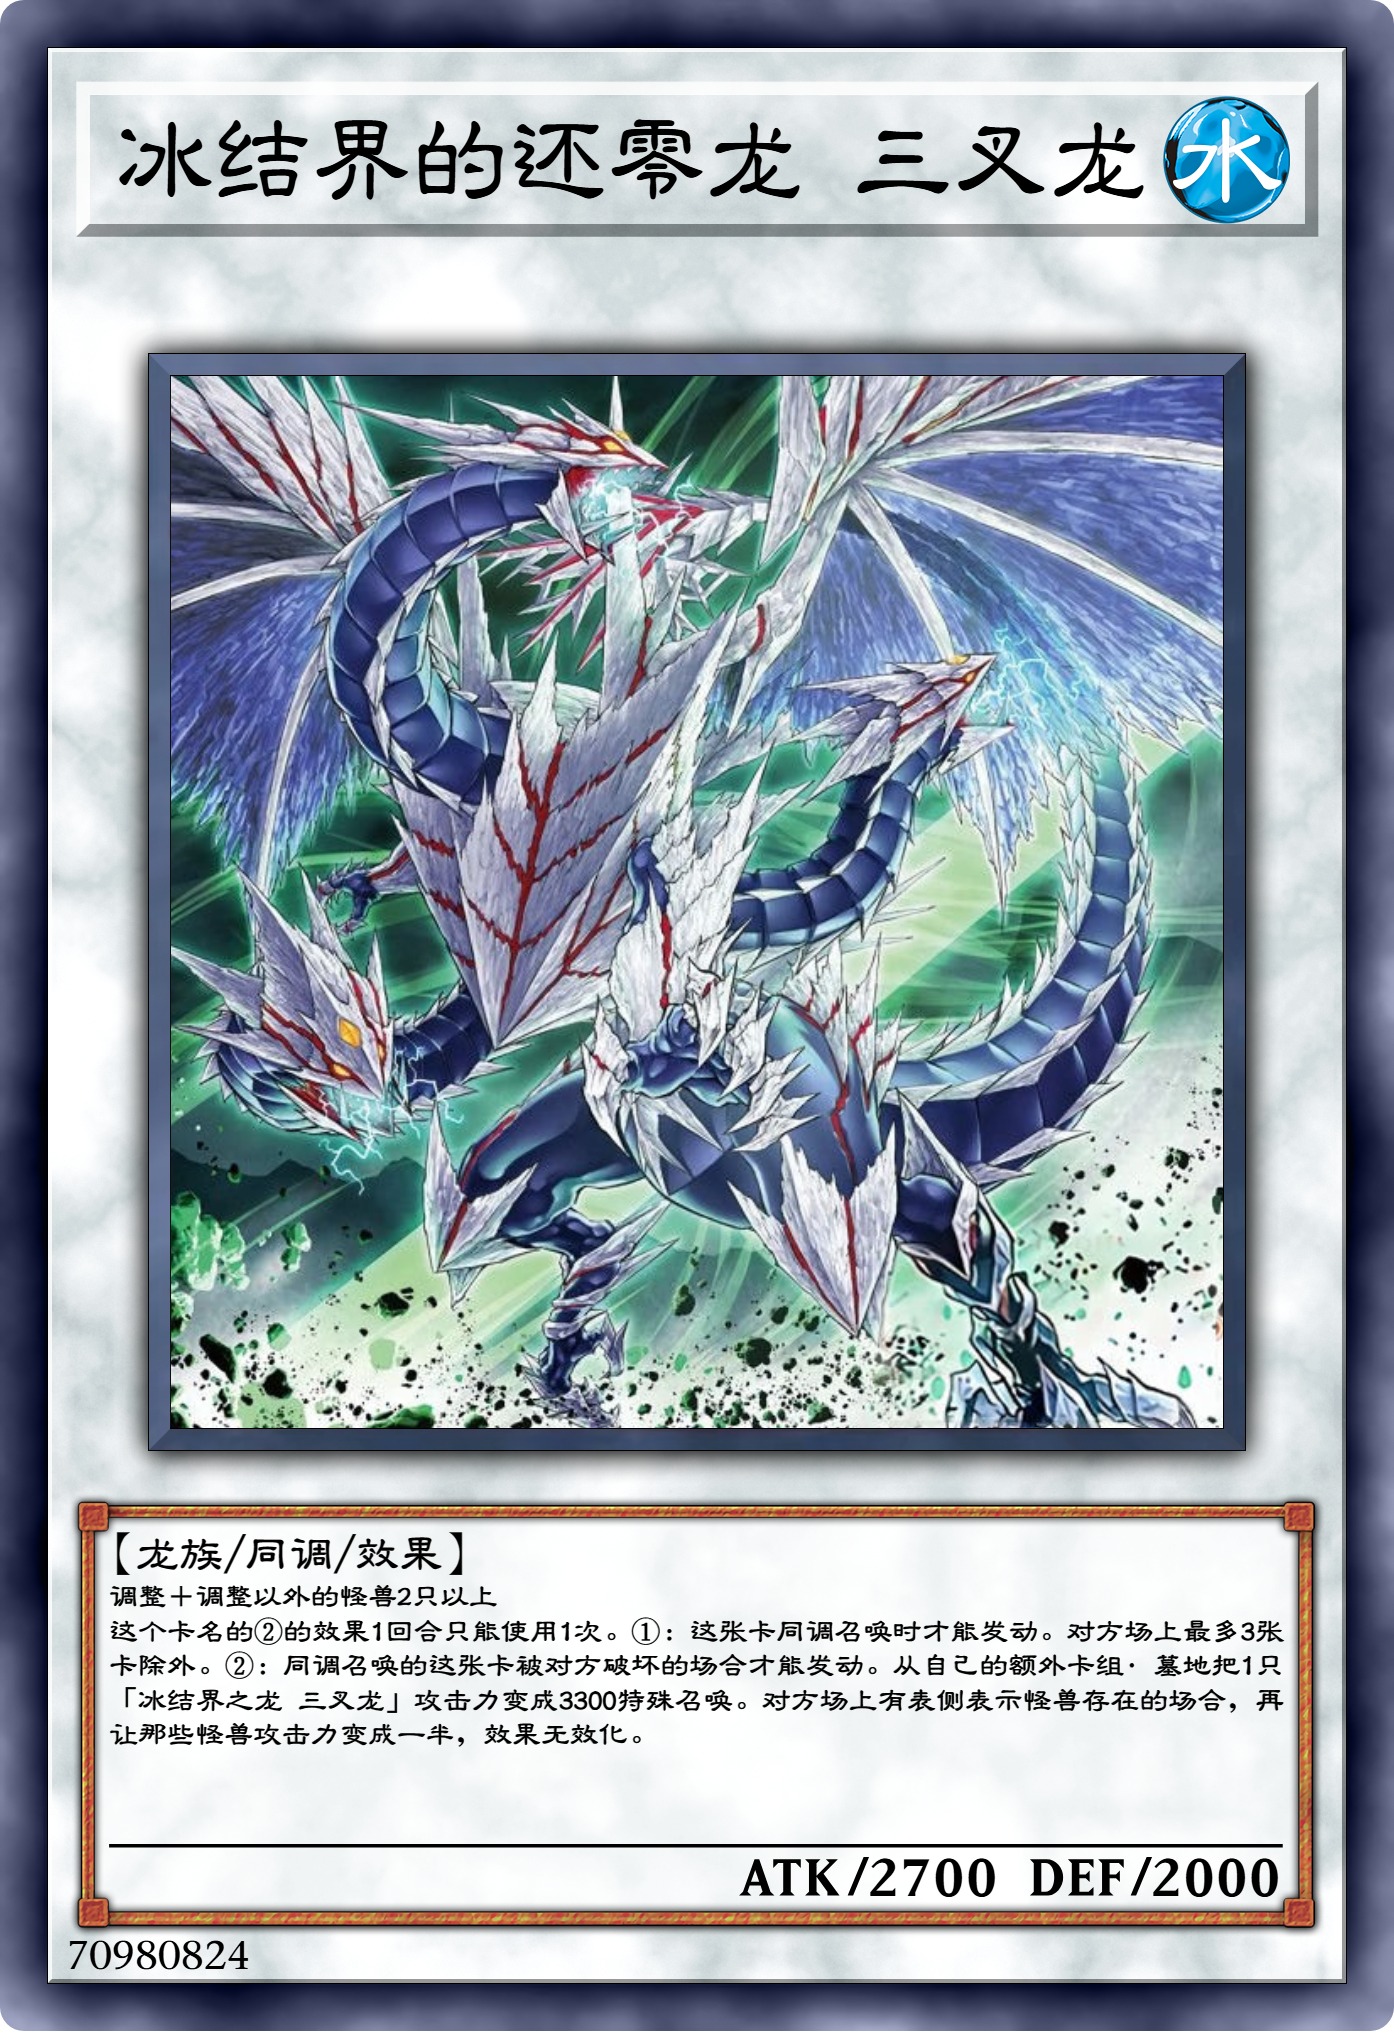 冰结界的还零龙 三叉龙 水
【龙族/同调/效果】
调整＋调整以外的怪兽2只以上
这个卡名的②的效果1回合只能使用1次。①：这张卡同调召唤时才能发动。对方场上最多3张
卡除外。②：同调召唤的这张卡被对方破坏的场合才能发动。从自己的额外卡组·墓地把1只
「冰结界之龙 三叉龙」攻击力变成3300特殊召唤。对方场上有表侧表示怪兽存在的场合，再
让那些怪兽攻击力变成一半，效果无效化。
ATK/2700 DEF/2000
70980824